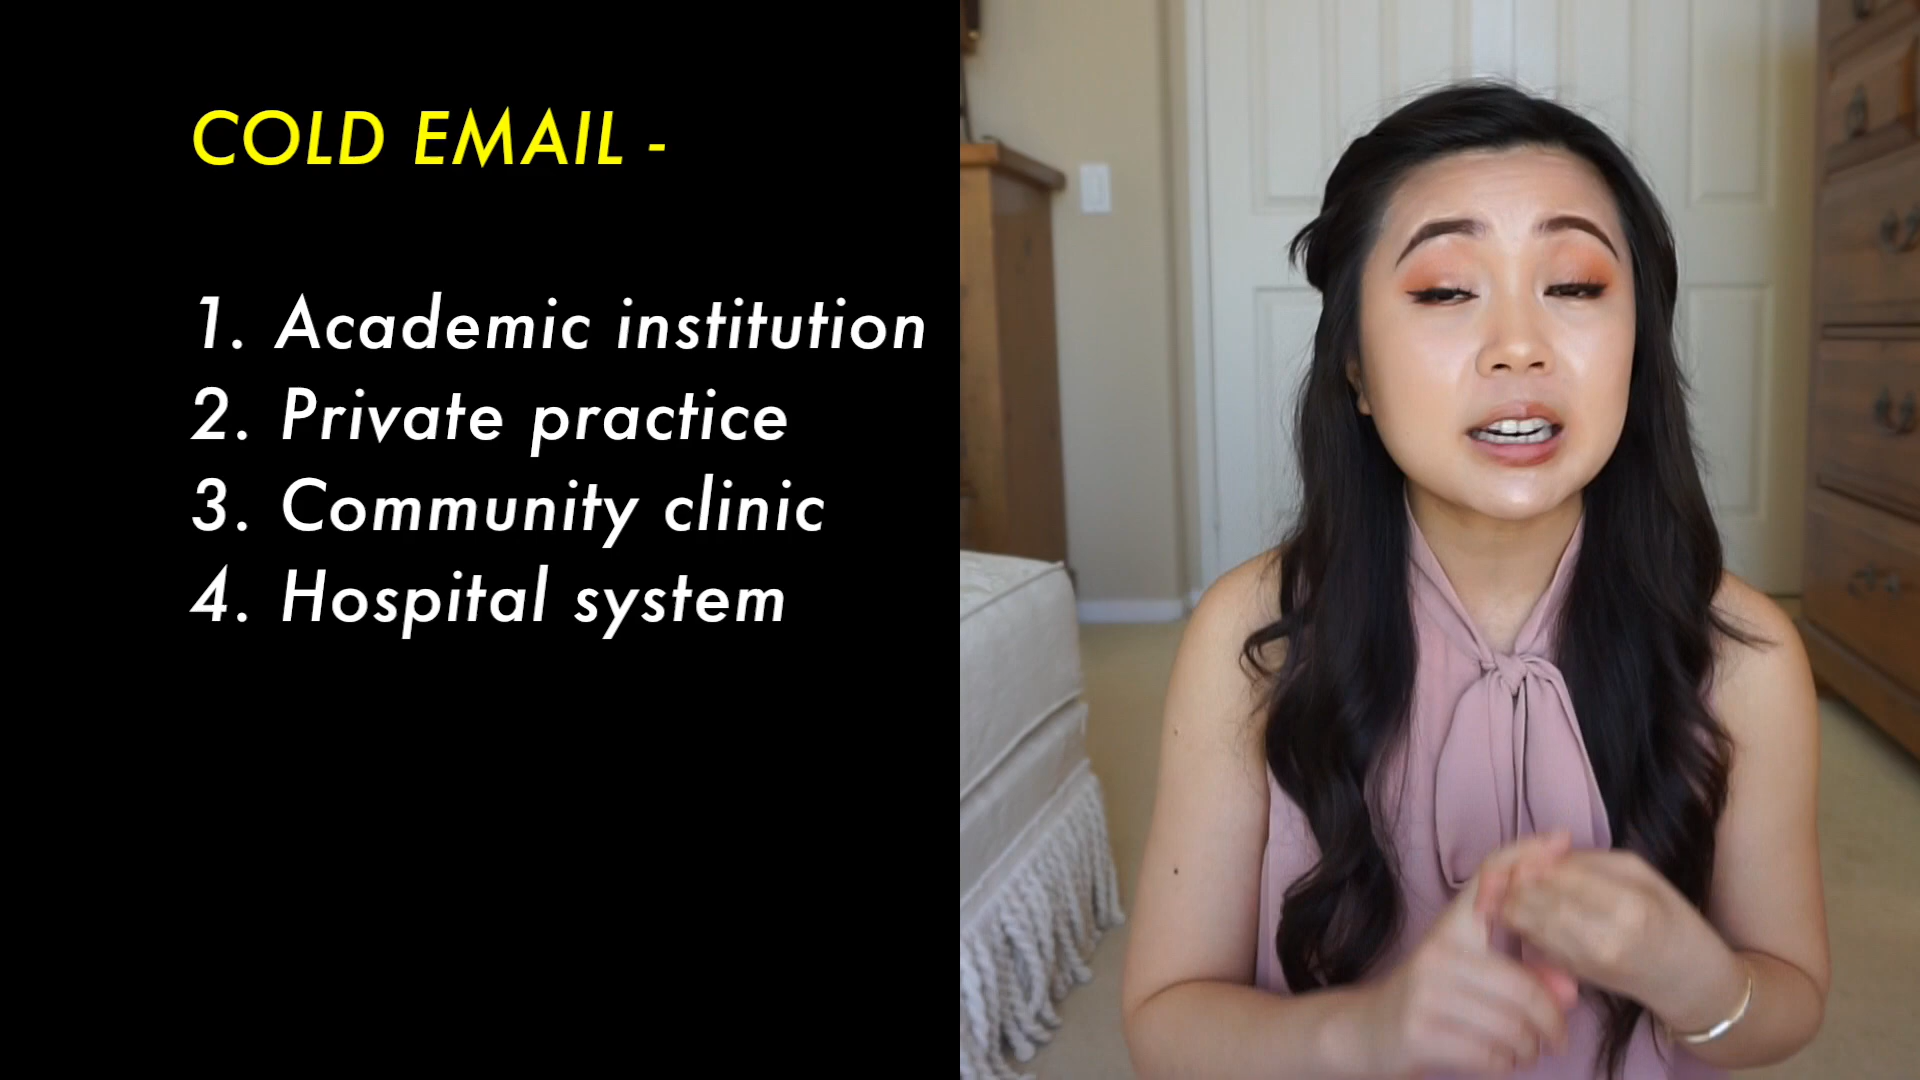 COLD EMAIL -
1. Academic institution
2. Private practice
3. Community clinic
4. Hospital system